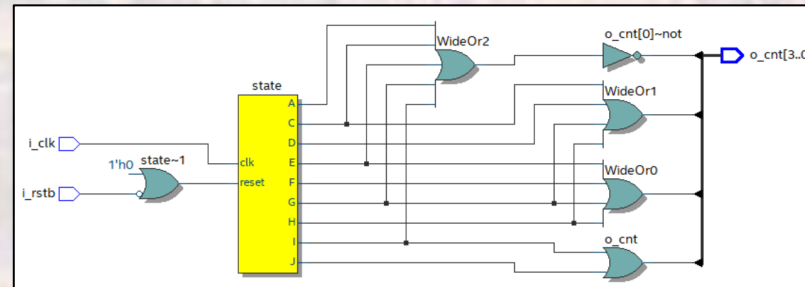 o_cnt[0]~not
WideOr2
o_cnt[3..0
WideOr1
state
A
C
i_clk
D
1'h0
state~1
clk
E
WideOr0
i_rstb
reset
F
G
H
o_cnt
I
J